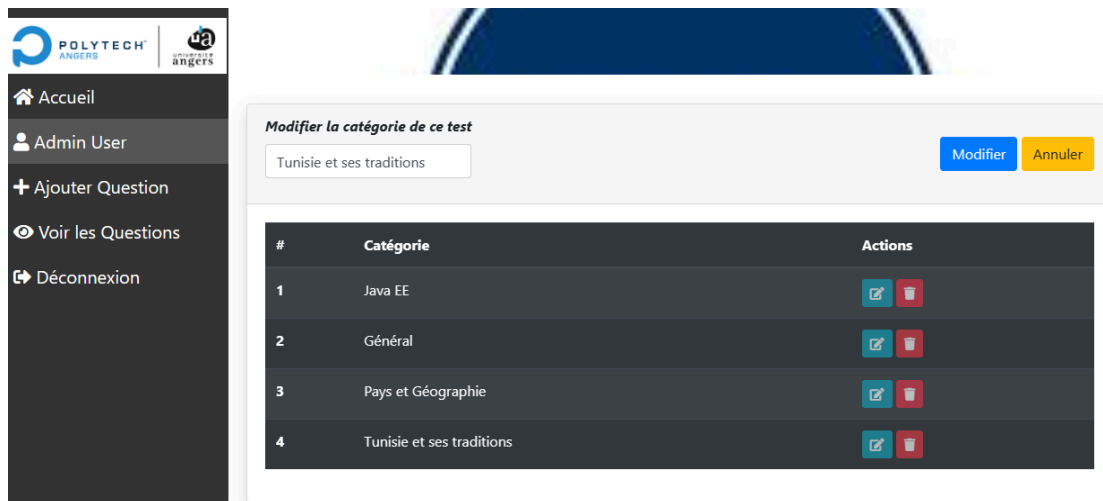 POLYTECH
ANGERS
université
angers
Accueil
Admin User
Ajouter Question
Voir les Questions
Déconnexion
Modifier la catégorie de ce test
Tunisie et ses traditions
Modifier
Annuler
# Catégorie Actions
1 Java EE
2 Général
3 Pays et Géographie
4 Tunisie et ses traditions